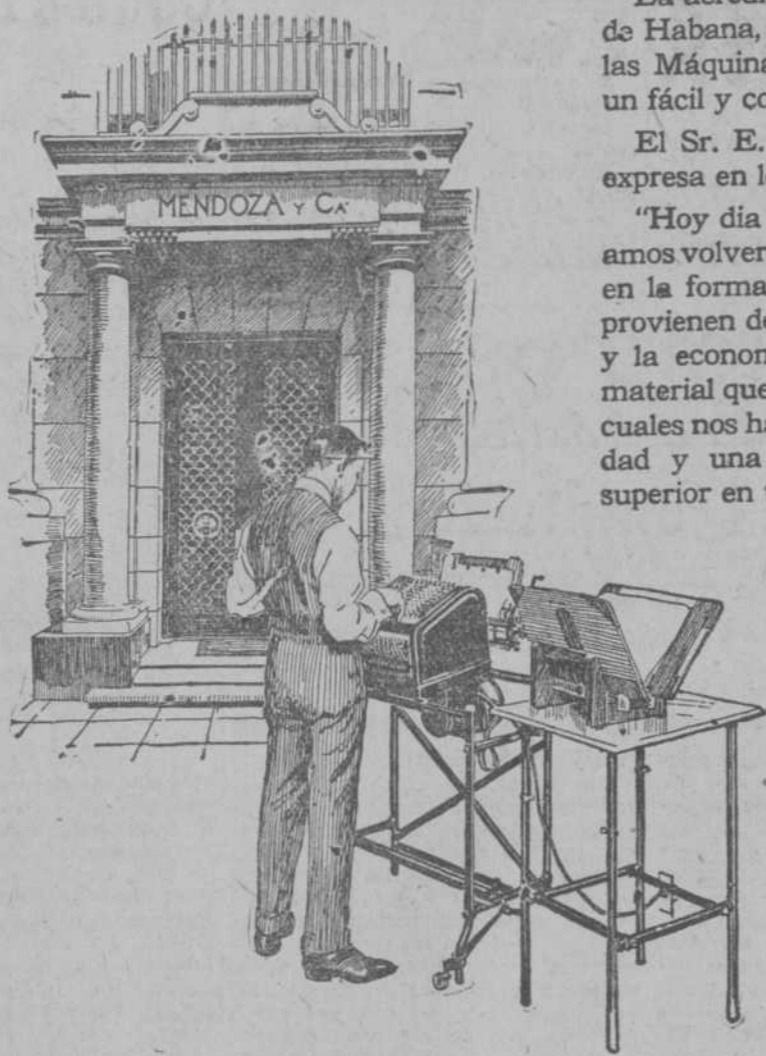 MENDOZA Y CA
La
de Habana,
las Máquina
un fácil y co
El Sr. E.
expresa en l
"Hoy dia
amos volver
en la forma
provienen de
y la econom
material que
cuales nos ha
dad y una
superior en